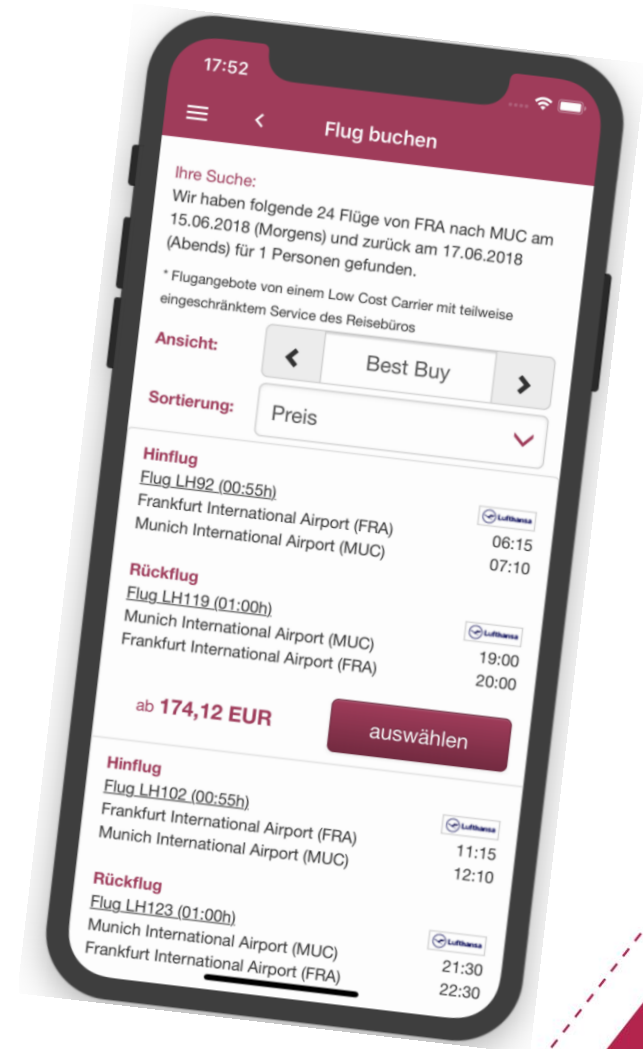 17:52
Flug buchen
Ihre Suche:
Wir haben folgende 24 Flüge von FRA nach MUC am
15.06.2018 (Morgens) und zurück am 17.06.2018
(Abends) für 1 Personen gefunden.
* Flugangebote von einem Low Cost Carrier mit teilweise
eingeschränktem Service des Reisebüros
Ansicht:
Best Buy
Sortierung:
Preis
Hinflug
Flug LH92 (00:55h)
Lufthansa
Frankfurt International Airport (FRA) 06:15
Munich International Airport (MUC) 07:10
Rückflug
Flug LH119 (01:00h)
Lufthansa
Munich International Airport (MUC) 19:00
Frankfurt International Airport (FRA) 20:00
ab 174,12 EUR
auswählen
Hinflug
Flug LH102 (00:55h)
Lufthansa
Frankfurt International Airport (FRA) 11:15
Munich International Airport (MUC) 12:10
Rückflug
Flug LH123 (01:00h)
Lufthansa
Munich International Airport (MUC) 21:30
Frankfurt International Airport (FRA) 22:30